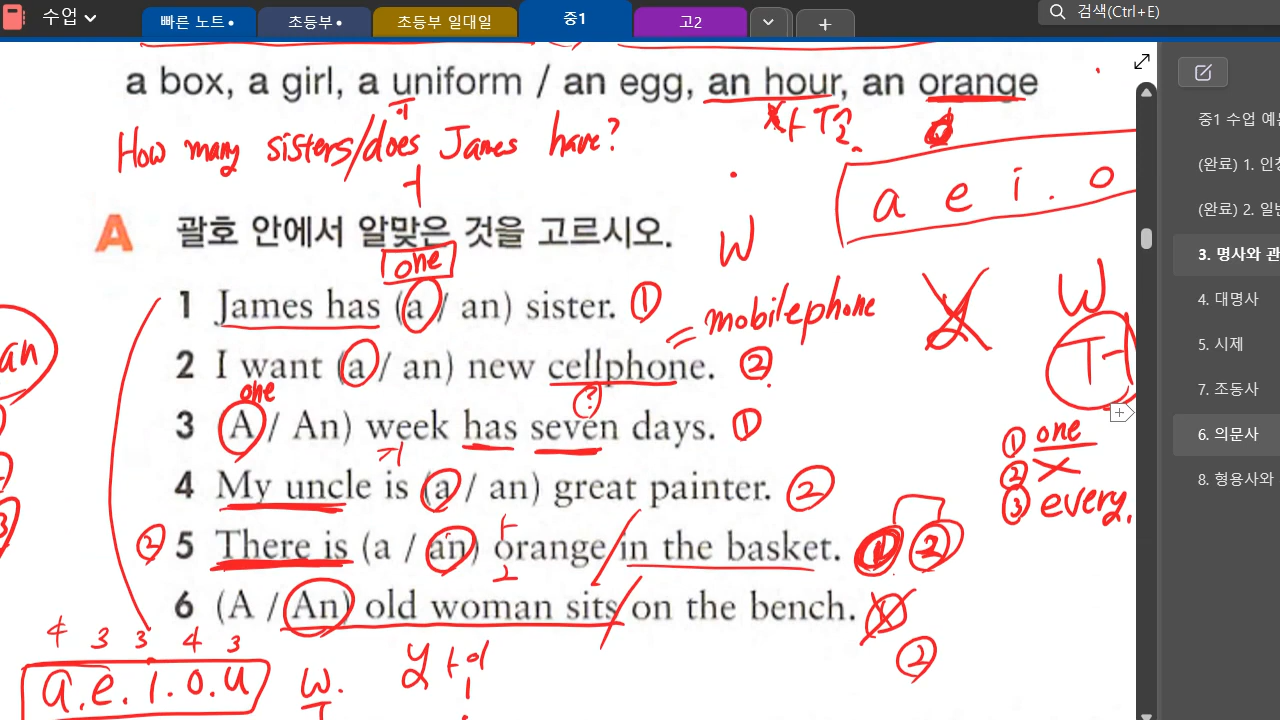 수업
빠른 노트 초등부 초등부 일대일 중1 고2
검색(Ctrl+E)
a box, a girl, a uniform / an egg, an hour, an orange
How many sisters/does James have?
a e i . o
A 괄호 안에서 알맞은 것을 고르시오.
one
1 James has (a / an) sister. ①
= mobilephone
2 I want (a / an) new cellphone. ②
one
3 (A / An) week has seven days. ①
4 My uncle is (a / an) great painter. ②
② 5 There is (a / an) orange / in the basket. ① ②
6 (A / An) old woman sits / on the bench. ①
②
an
W
W
① one
② X
③ every.
4 3 3 4 3
a. e. i. o. u
w.
중1 수업 예
(완료) 1. 인
(완료) 2. 일
3. 명사와 관
4. 대명사
5. 시제
7. 조동사
6. 의문사
8. 형용사와